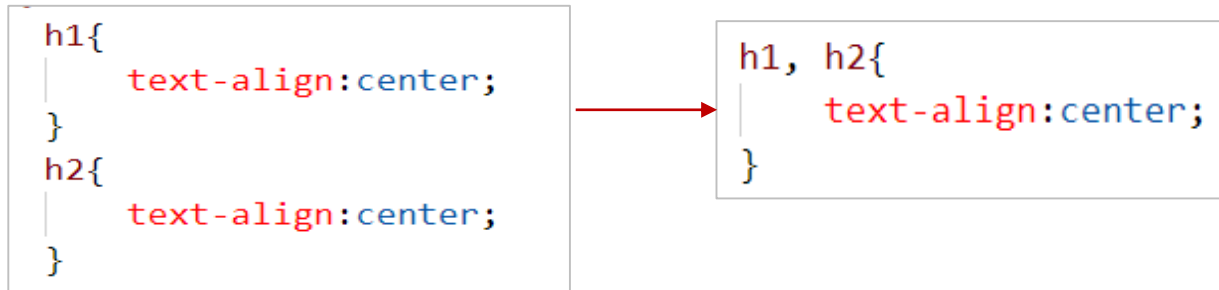 h1{
text-align:center;
}
h2{
text-align:center;
}
h1, h2{
text-align:center;
}